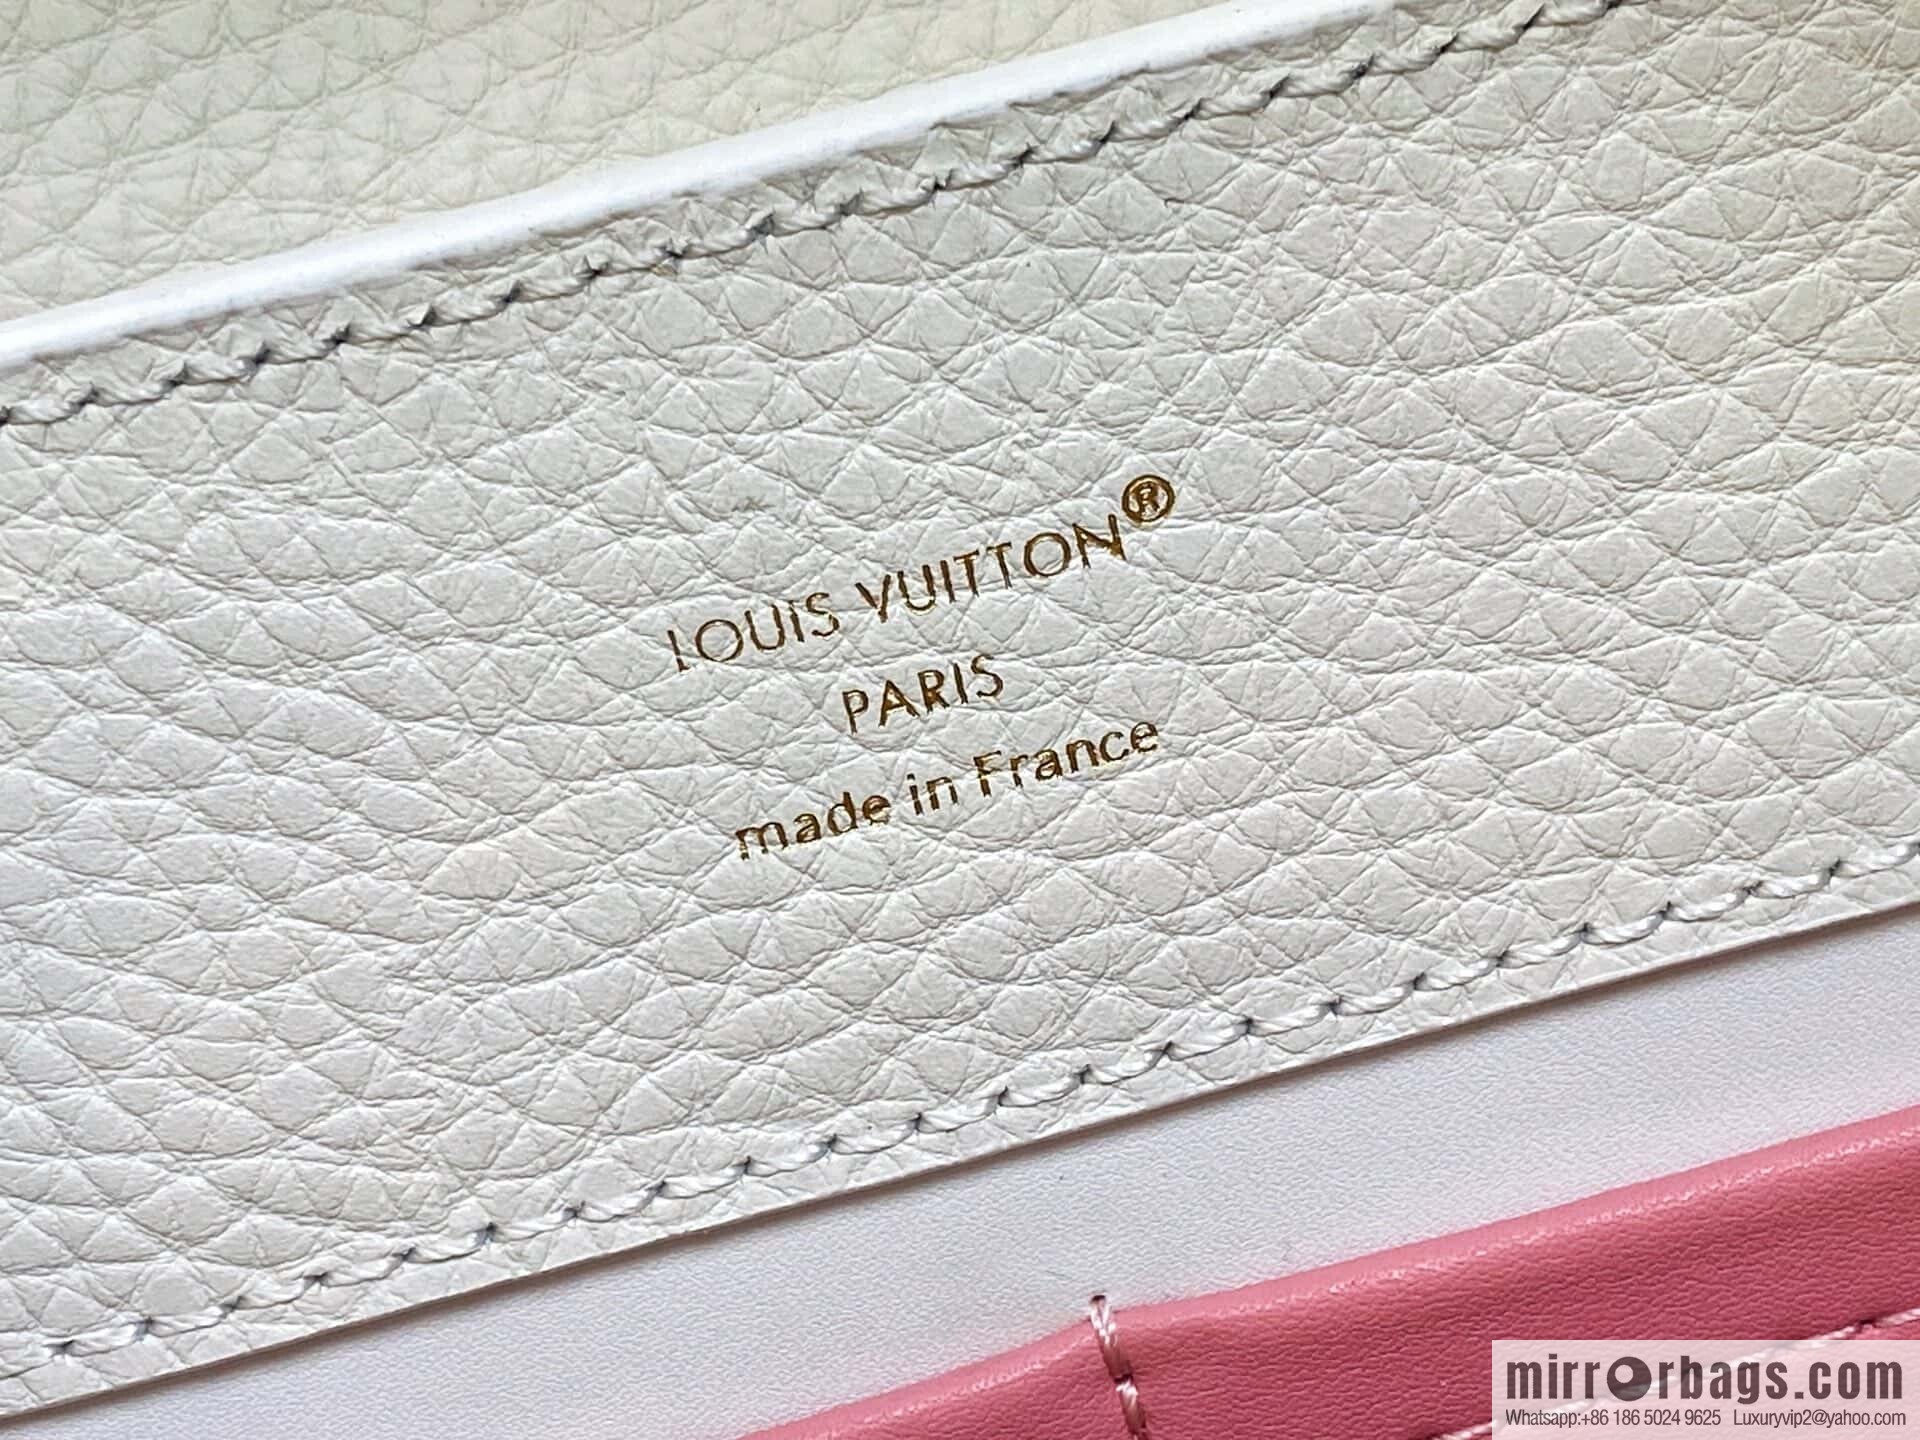 LOUIS VUITTON®
PARIS
made in France
mirrorbags.com
Whatsapp:+86 186 5024 9625 Luxuryvip2@yahoo.com